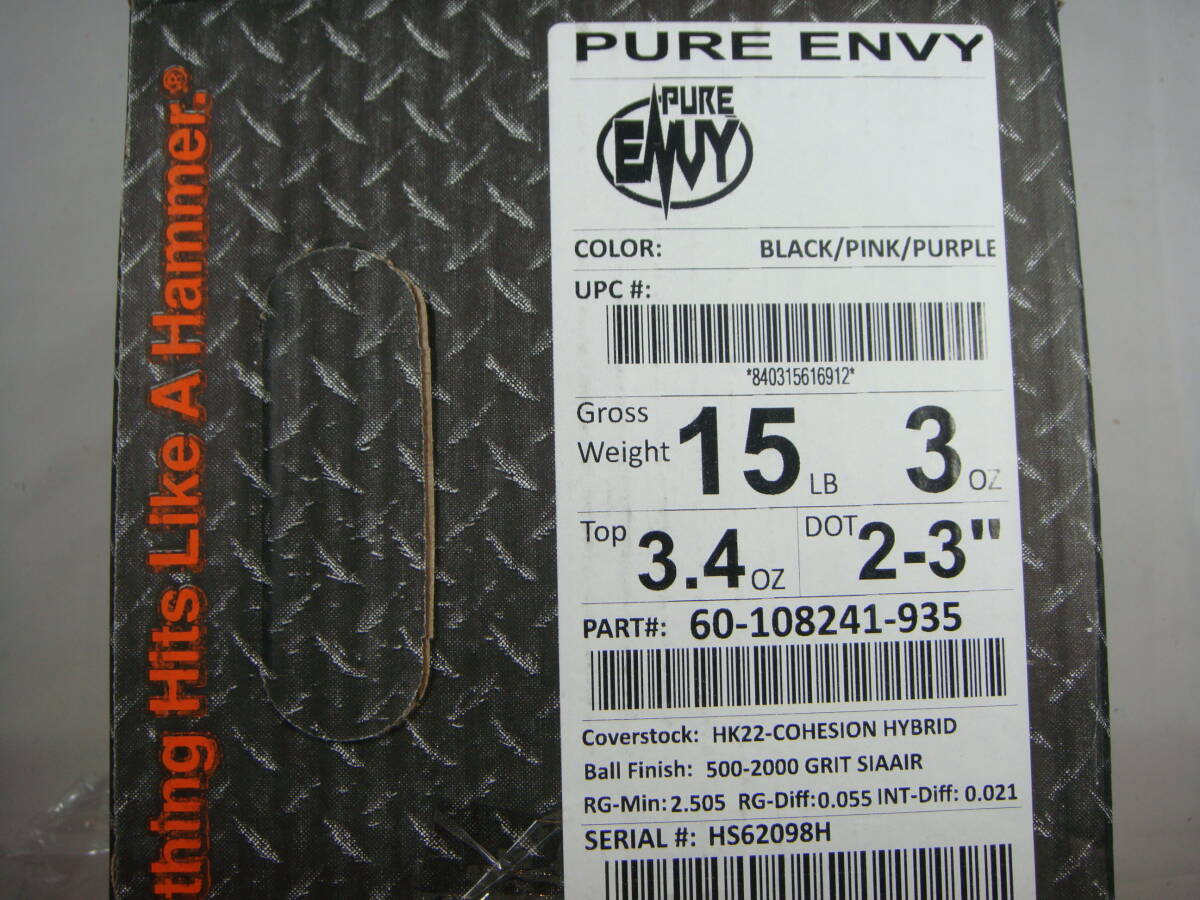 thing Hits Like A Hammer.®
PURE ENVY
PURE
ENVY
COLOR: BLACK/PINK/PURPLE
UPC #:
*840315616912*
Gross
Weight 15 LB 3 OZ
Top 3.4 OZ DOT 2-3"
PART#: 60-108241-935
Coverstock: HK22-COHESION HYBRID
Ball Finish: 500-2000 GRIT SIAAIR
RG-Min: 2.505 RG-Diff: 0.055 INT-Diff: 0.021
SERIAL #: HS62098H